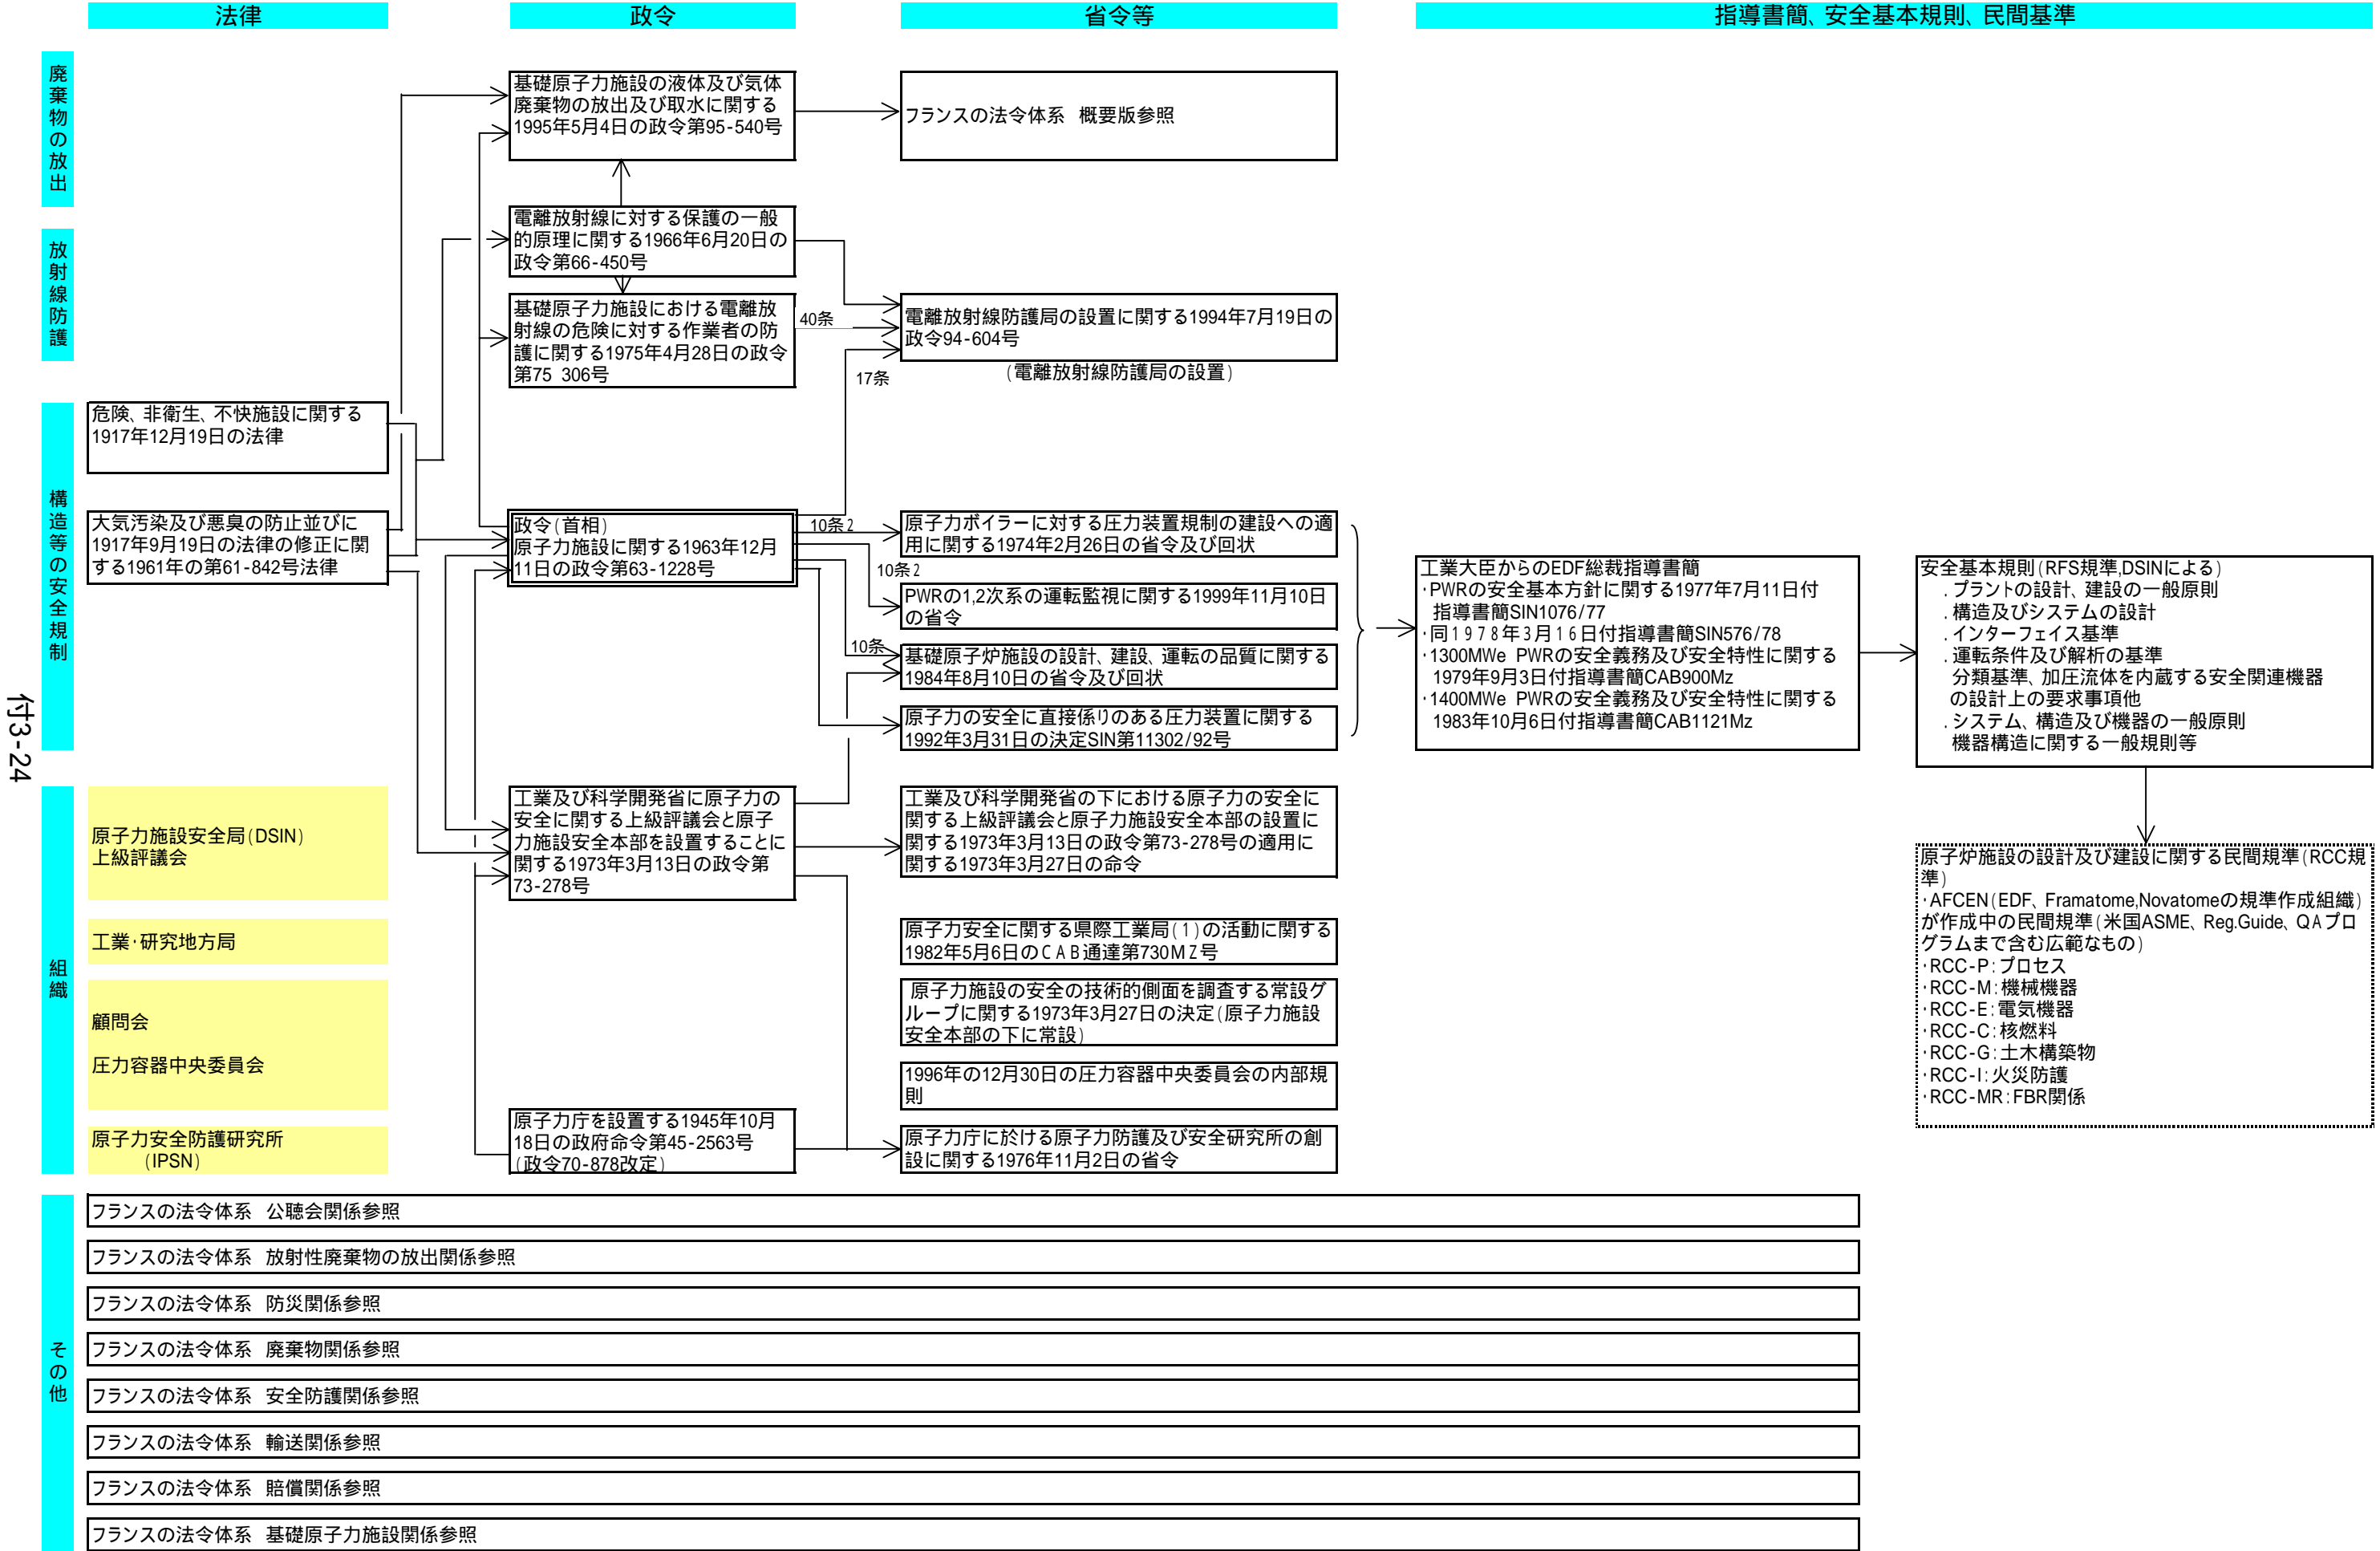 法律
政令
省令等
指導書簡、安全基本規則、民間基準
廃棄物の放出
基礎原子力施設の液体及び気体
廃棄物の放出及び取水に関する
1995年5月4日の政令第95-540号
フランスの法令体系 概要版参照
放射線防護
電離放射線に対する保護の一般
的原理に関する1966年6月20日の
政令第66-450号
基礎原子力施設における電離放
射線の危険に対する作業者の防
護に関する1975年4月28日の政令
第75 306号
40条
電離放射線防護局の設置に関する1994年7月19日の
政令94-604号
(電離放射線防護局の設置)
17条
構造等の安全規制
危険、非衛生、不快施設に関する
1917年12月19日の法律
大気汚染及び悪臭の防止並びに
1917年9月19日の法律の修正に関
する1961年の第61-842号法律
政令(首相)
原子力施設に関する1963年12月
11日の政令第63-1228号
10条2
原子力ボイラーに対する圧力装置規制の建設への適
用に関する1974年2月26日の省令及び回状
10条2
PWRの1,2次系の運転監視に関する1999年11月10日
の省令
10条
基礎原子炉施設の設計、建設、運転の品質に関する
1984年8月10日の省令及び回状
原子力の安全に直接係りのある圧力装置に関する
1992年3月31日の決定SIN第11302/92号
工業大臣からのEDF総裁指導書簡
・PWRの基本方針に関する1977年7月11日付
指導書簡SIN1076/77
・同1978年3月16日付指導書簡SIN576/78
・1300MWe PWRの安全義務及び安全特性に関する
1979年9月3日付指導書簡CAB900Mz
・1400MWe PWRの安全義務及び安全特性に関する
1983年10月6日付指導書簡CAB1121Mz
安全基本規則(RFS規準,DSINによる)
.プラントの設計、建設の一般原則
.構造及びシステムの設計
.インターフェイス基準
.運転条件及び解析の基準
分類基準、加圧流体を内蔵する安全関連機器
の設計上の要求事項他
.システム、構造及び機器の一般原則
機器構造に関する一般規則等
付3-24
組織
原子力施設安全局(DSIN)
上級評議会
工業及び科学開発省に原子力の
安全に関する上級評議会と原子
力施設安全本部を設置することに
関する1973年3月13日の政令第
73-278号
工業及び科学開発省の下における原子力の安全に
関する上級評議会と原子力施設安全本部の設置に
関する1973年3月13日の政令第73-278号の適用に
関する1973年3月27日の命令
原子炉施設の設計及び建設に関する民間規準(RCC規
準)
・AFCEN(EDF、Framatome,Novatomeの規準作成組織)
が作成中の民間規準(米国ASME、Reg.Guide、QAプロ
グラムまで含む広範なもの)
・RCC-P:プロセス
・RCC-M:機械機器
・RCC-E:電気機器
・RCC-C:核燃料
・RCC-G:土木構築物
・RCC-I:火災防護
・RCC-MR:FBR関係
工業・研究地方局
原子力安全に関する県際工業局(1)の活動に関する
1982年5月6日のCAB通達第730MZ号
顧問会
圧力容器中央委員会
原子力施設の安全の技術的側面を調査する常設グ
ループに関する1973年3月27日の決定(原子力施設
安全本部の下に常設)
1996年の12月30日の圧力容器中央委員会の内部規
則
原子力安全防護研究所
(IPSN)
原子力庁を設置する1945年10月
18日の政府命令第45-2563号
(政令70-878改定)
原子力庁に於ける原子力防護及び安全研究所の創
設に関する1976年11月2日の省令
その他
フランスの法令体系 公聴会関係参照
フランスの法令体系 放射性廃棄物の放出関係参照
フランスの法令体系 防災関係参照
フランスの法令体系 廃棄物関係参照
フランスの法令体系 安全防護関係参照
フランスの法令体系 輸送関係参照
フランスの法令体系 賠償関係参照
フランスの法令体系 基礎原子力施設関係参照